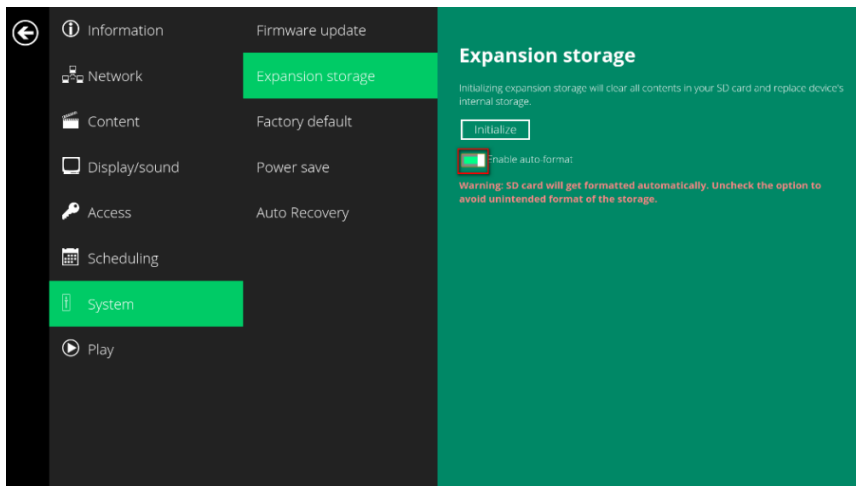 Information
Network
Content
Display/sound
Access
Scheduling
System
Play
Firmware update
Expansion storage
Factory default
Power save
Auto Recovery
Expansion storage
Initializing expansion storage will clear all contents in your SD card and replace device's
internal storage.
Initialize
Enable auto-format
Warning: SD card will get formatted automatically. Uncheck the option to
avoid unintended format of the storage.